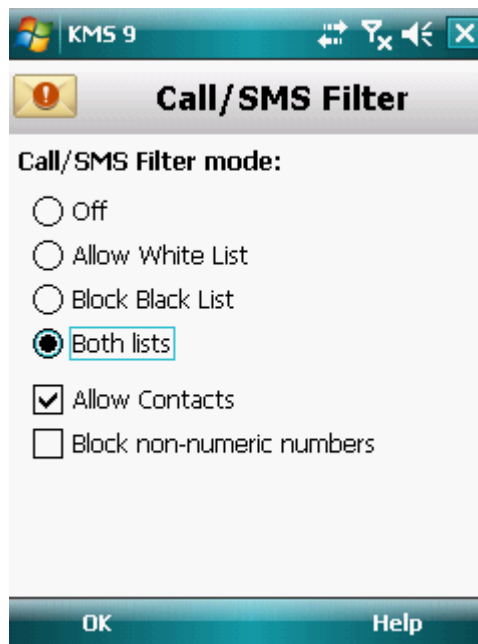 KMS 9
Call/SMS Filter
Call/SMS Filter mode:
Off
Allow White List
Block Black List
Both lists
Allow Contacts
Block non-numeric numbers
OK Help